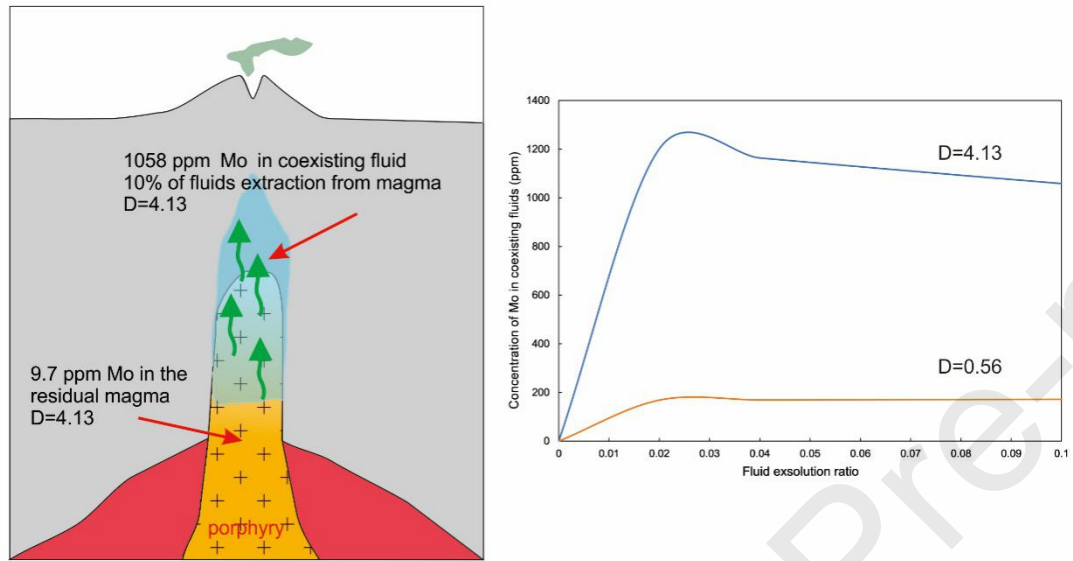 1058 ppm Mo in coexisting fluid
10% of fluids extraction from magma
D=4.13
9.7 ppm Mo in the
residual magma
D=4.13
porphyry
Concentration of Mo in coexisting fluids (ppm)
1400
1200
1000
800
600
400
200
0
D=4.13
D=0.56
0 0.01 0.02 0.03 0.04 0.05 0.06 0.07 0.08 0.09 0.1
Fluid exsolution ratio
Pre-